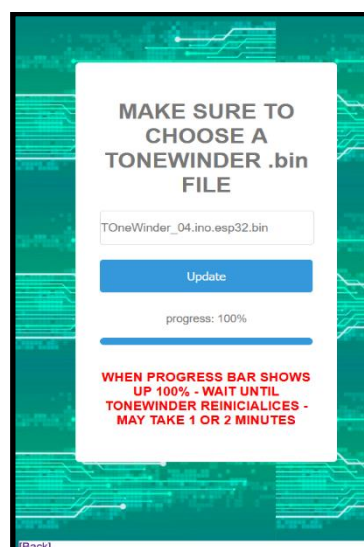 MAKE SURE TO
CHOOSE A
TONEWINDER .bin
FILE
TOneWinder_04.ino.esp32.bin
Update
progress: 100%
WHEN PROGRESS BAR SHOWS
UP 100% - WAIT UNTIL
TONEWINDER REINICIALICES -
MAY TAKE 1 OR 2 MINUTES
[Back]